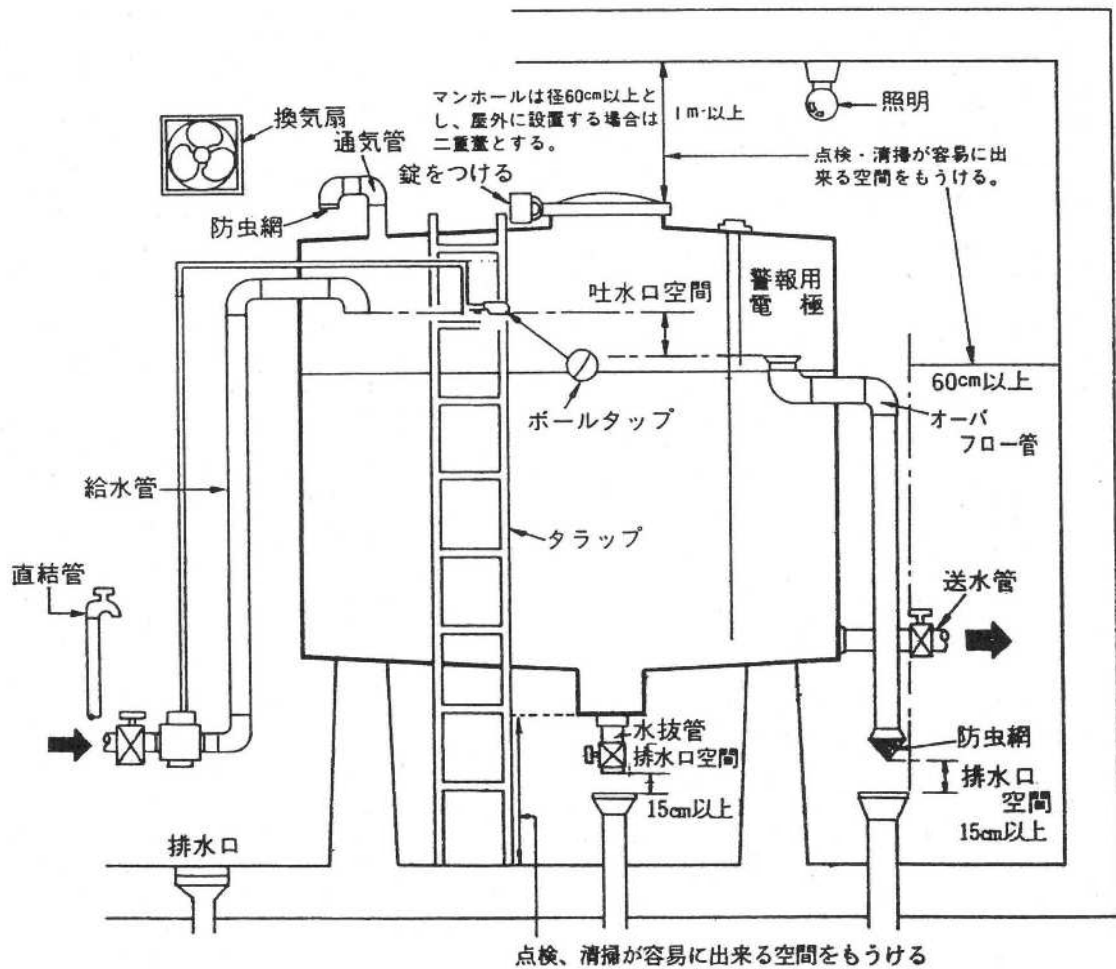 マンホールは径60cm以上と
し、屋外に設置する場合は
二重蓋とする。
1m以上
照明
換気扇
通気管
点検・清掃が容易に出
来る空間をもうける。
錠をつける
防虫網
吐水口空間
警報用
電極
60cm以上
オーバ
フロー管
ボールタップ
給水管
タラップ
直結管
送水管
水抜管
排水口空間
15cm以上
防虫網
排水口
空間
15cm以上
排水口
点検、清掃が容易に出来る空間をもうける